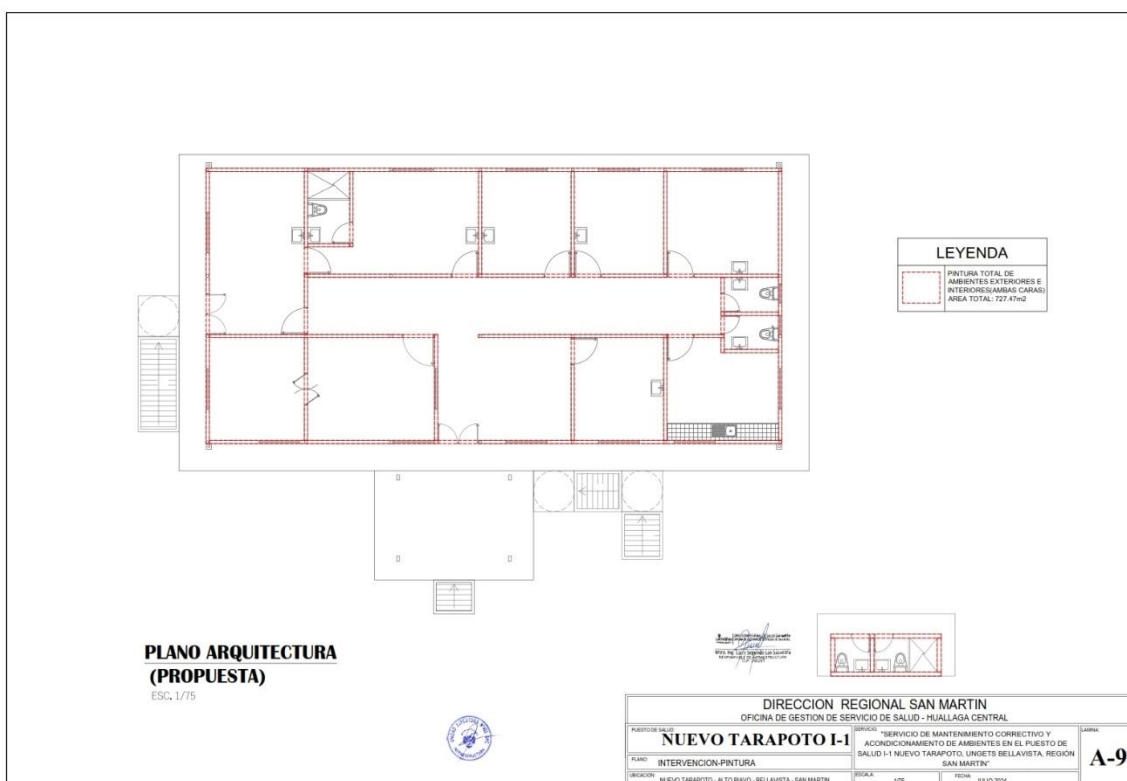 LEYENDA
PINTURA TOTAL DE
AMBIENTES EXTERIORES E
INTERIORES(AMBAS CARAS)
AREA TOTAL: 727.47m2
PLANO ARQUITECTURA
(PROPUESTA)
ESC. 1/75
DIRECCION REGIONAL SAN MARTIN
OFICINA DE GESTION DE SERVICIO DE SALUD - HUALLAGA CENTRAL
PUESTO DE SALUD:
NUEVO TARAPOTO I-1
SERVICIO:
"SERVICIO DE MANTENIMIENTO CORRECTIVO Y
ACONDICIONAMIENTO DE AMBIENTES EN EL PUESTO DE
SALUD I-1 NUEVO TARAPOTO, UNGETS BELLAVISTA, REGIÓN
SAN MARTIN"
LAMINA:
A-9
PLANO:
INTERVENCION-PINTURA
UBICACION:
NUEVO TARAPOTO - ALTO BIAVO - BELLAVISTA - SAN MARTIN
ESCALA:
1/75
FECHA:
JULIO 2024